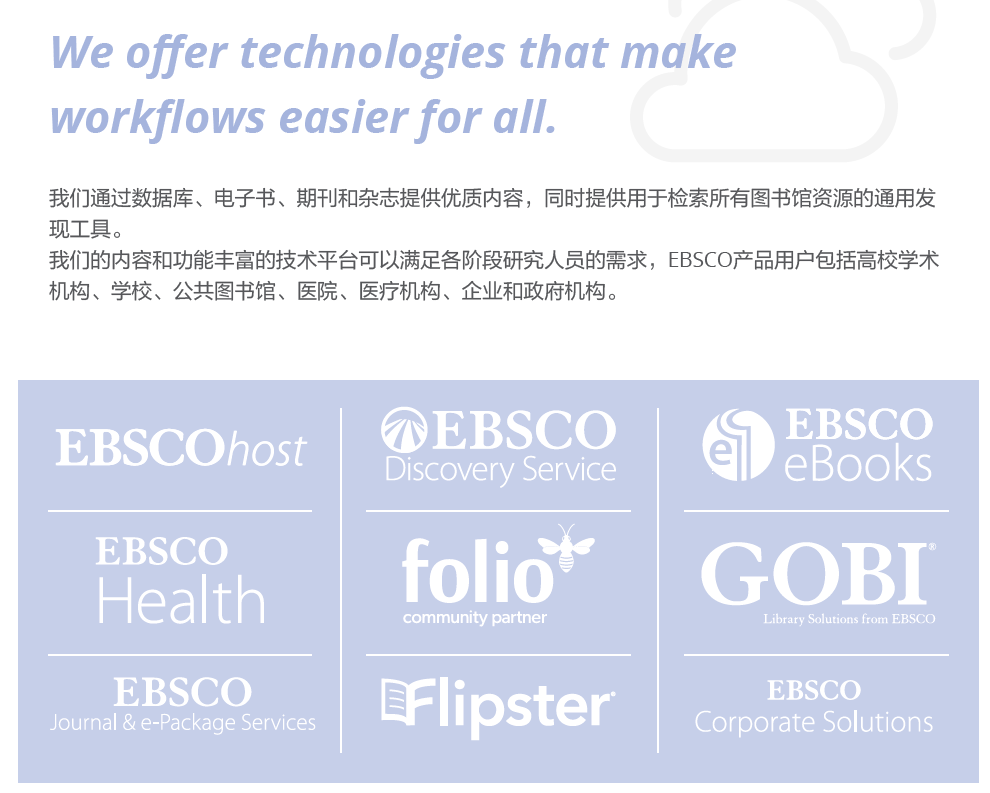 We offer technologies that make
workflows easier for all.
我们通过数据库、电子书、期刊和杂志提供优质内容，同时提供用于检索所有图书馆资源的通用发
现工具。
我们的内容和功能丰富的技术平台可以满足各阶段研究人员的需求，EBSCO产品用户包括高校学术
机构、学校、公共图书馆、医院、医疗机构、企业和政府机构。
EBSCOhost
EBSCO
Discovery Service
e
EBSCO
eBooks
EBSCO
Health
folio
community partner
GOBI®
Library Solutions from EBSCO
EBSCO
Journal & e-Package Services
Flipster®
EBSCO
Corporate Solutions